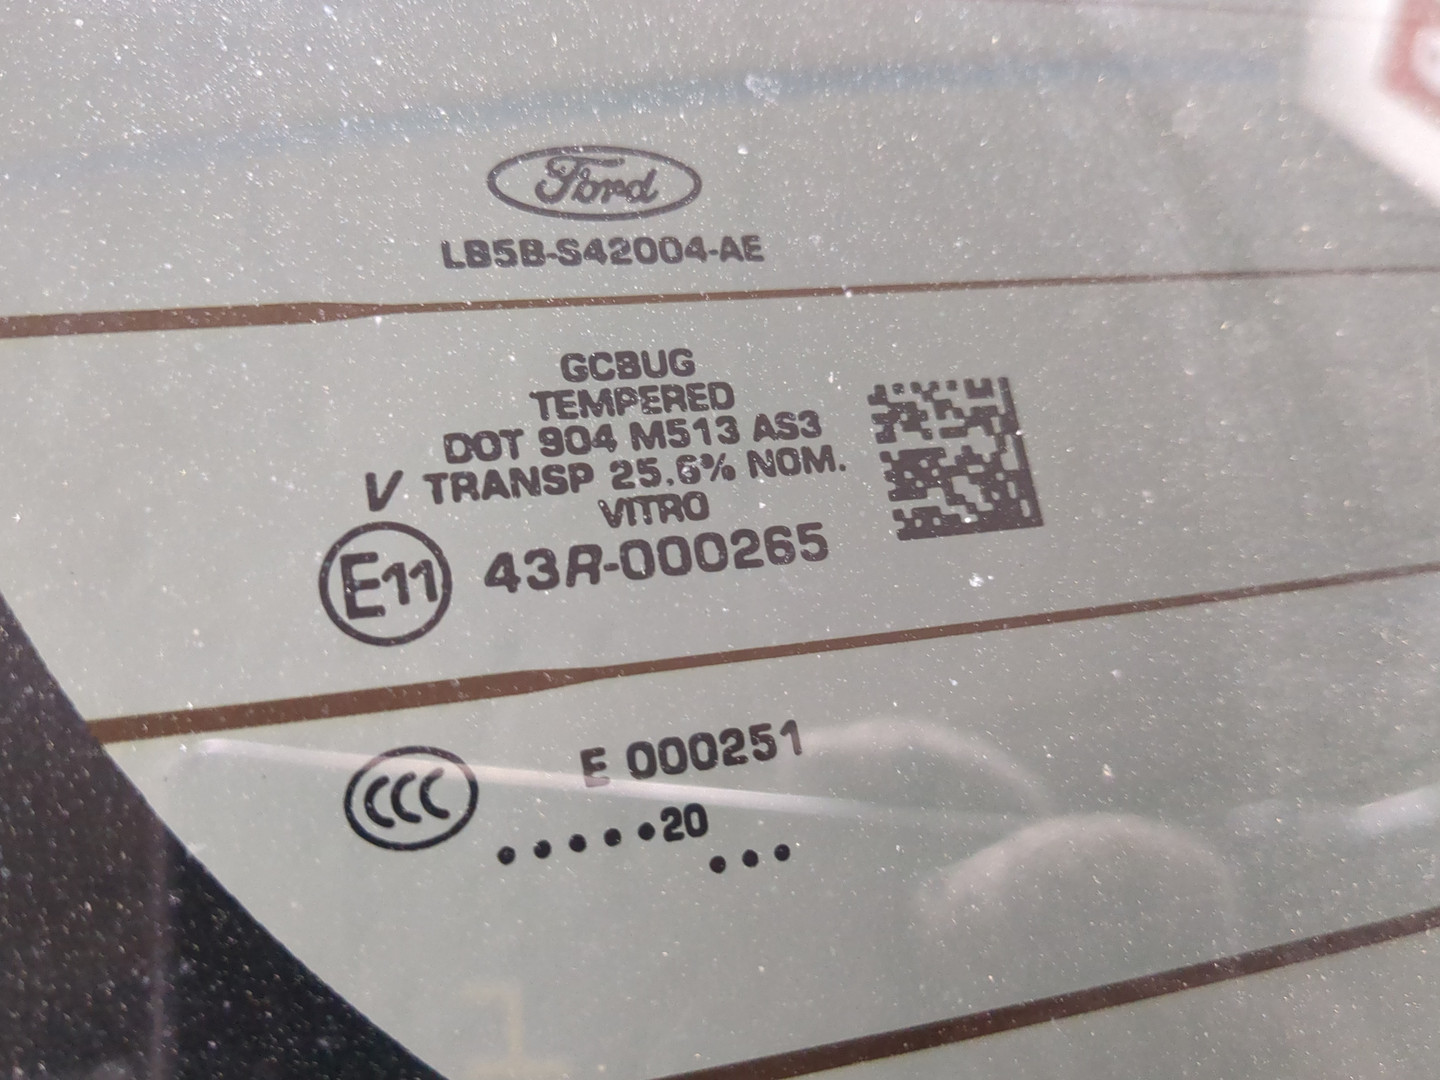 Ford
LB5B-S42004-AE
GCBUG
TEMPERED
DOT 904 M513 AS3
V TRANSP 25.6% NOM.
VITRO
E11 43R-000265
CCC E 000251
.....20
...